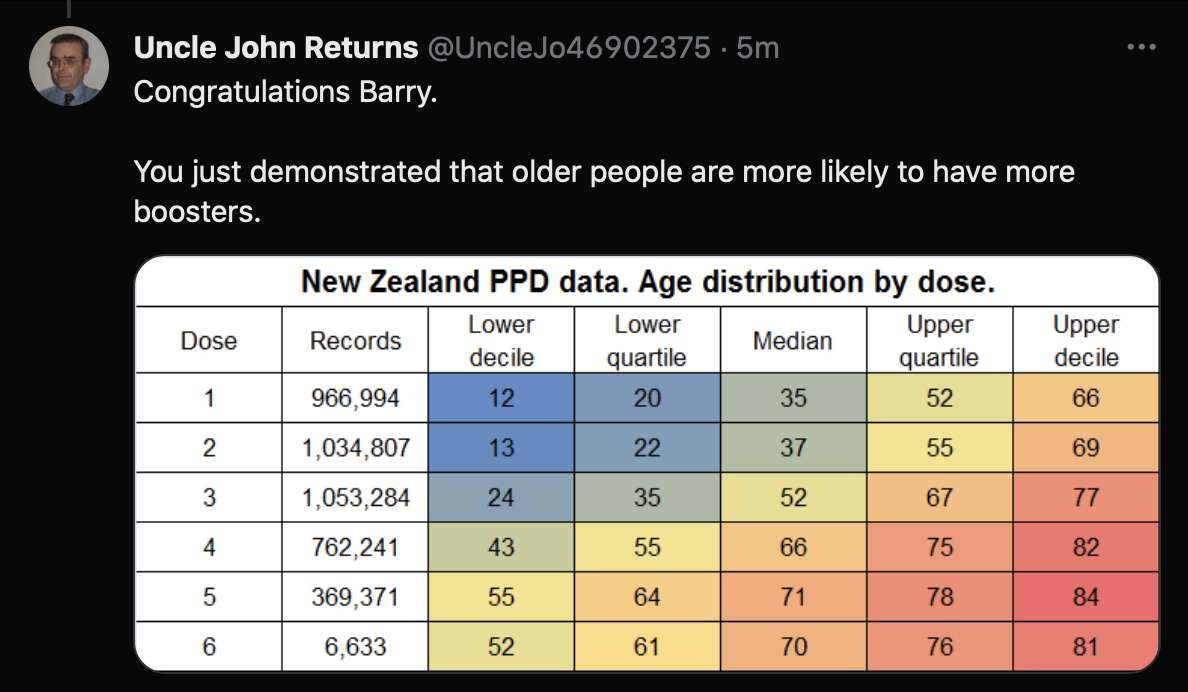 Uncle John Returns @UncleJo46902375 · 5m
Congratulations Barry.
You just demonstrated that older people are more likely to have more
boosters.
New Zealand PPD data. Age distribution by dose.
Dose Records Lower decile Lower quartile Median Upper quartile Upper decile
1 966,994 12 20 35 52 66
2 1,034,807 13 22 37 55 69
3 1,053,284 24 35 52 67 77
4 762,241 43 55 66 75 82
5 369,371 55 64 71 78 84
6 6,633 52 61 70 76 81